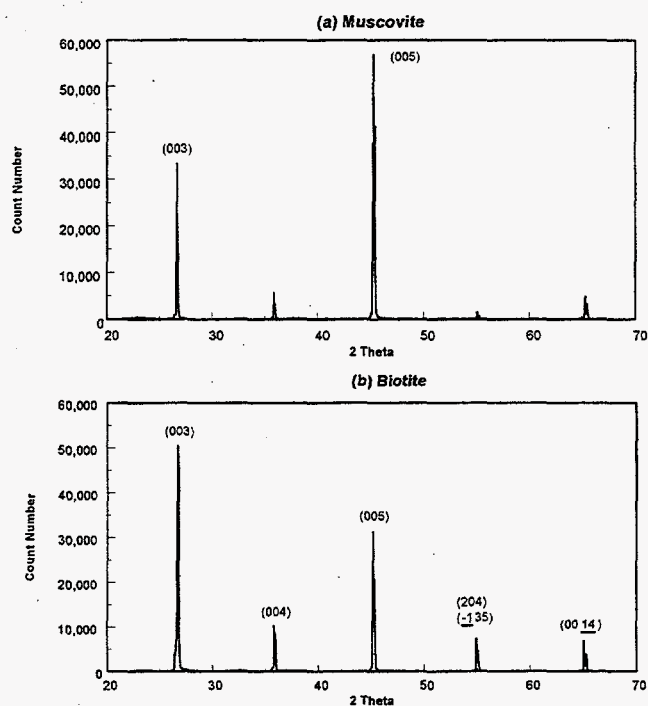 (a) Muscovite
60,000
50,000
40,000
30,000
20,000
10,000
0
Count Number
(003)
(005)
20 30 40 50 60 70
2 Theta
(b) Biotite
60,000
50,000
40,000
30,000
20,000
10,000
0
Count Number
(003)
(004)
(005)
(204)
(-135)
(00 14)
20 30 40 50 60 70
2 Theta